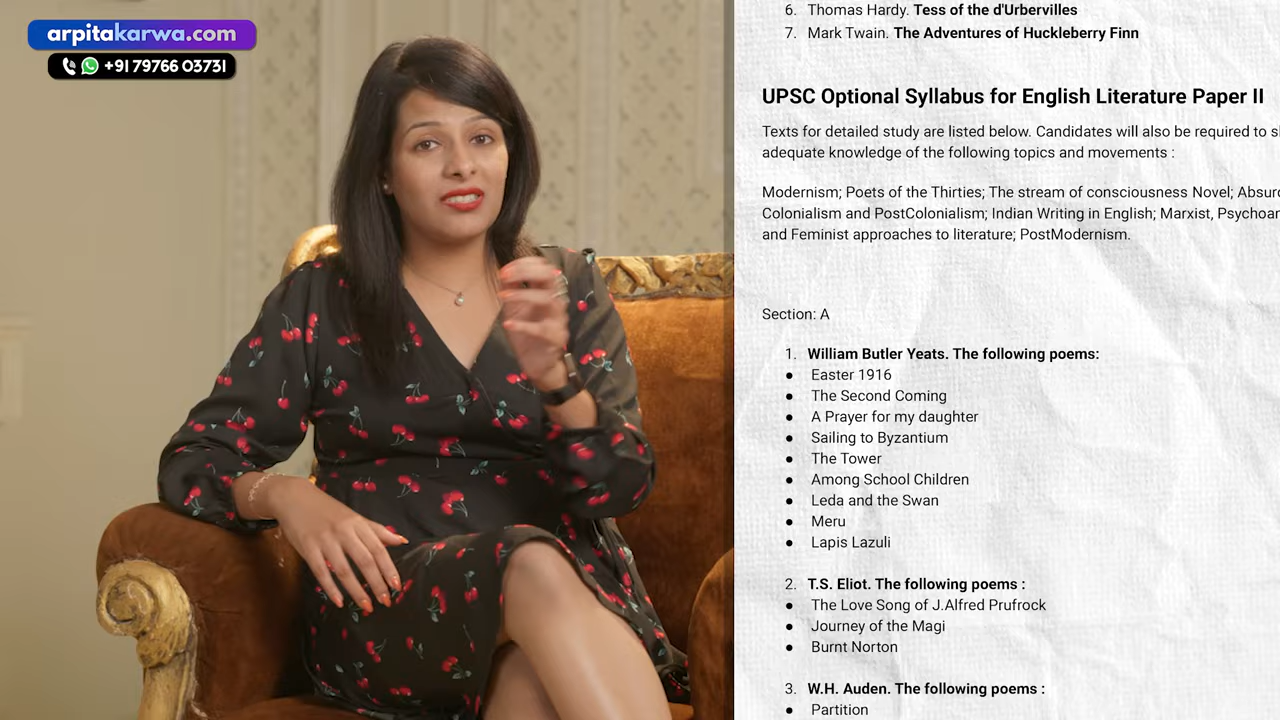 arpitakarwa.com
+91 79766 03731
6. Thomas Hardy. Tess of the d'Urbervilles
7. Mark Twain. The Adventures of Huckleberry Finn
UPSC Optional Syllabus for English Literature Paper II
Texts for detailed study are listed below. Candidates will also be required to
adequate knowledge of the following topics and movements :
Modernism; Poets of the Thirties; The stream of consciousness Novel;
Colonialism and PostColonialism; Indian Writing in English; Marxist,
and Feminist approaches to literature; PostModernism.
Section: A
1. William Butler Yeats. The following poems:
● Easter 1916
● The Second Coming
● A Prayer for my daughter
● Sailing to Byzantium
● The Tower
● Among School Children
● Leda and the Swan
● Meru
● Lapis Lazuli
2. T.S. Eliot. The following poems :
● The Love Song of J.Alfred Prufrock
● Journey of the Magi
● Burnt Norton
3. W.H. Auden. The following poems :
● Partition